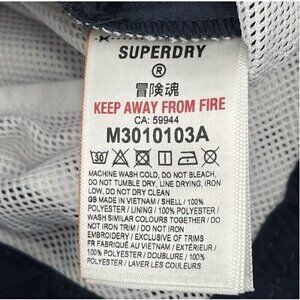 SUPERDRY
®
冒険魂
KEEP AWAY FROM FIRE
CA: 59944
M3010103A
30
MACHINE WASH COLD, DO NOT BLEACH,
DO NOT TUMBLE DRY, LINE DRYING, IRON
LOW, DO NOT DRY CLEAN
GB MADE IN VIETNAM / SHELL / 100%
POLYESTER / LINING / 100% POLYESTER /
WASH SIMILAR COLOURS TOGETHER / DO
NOT IRON TRIM / DO NOT IRON
EMBROIDERY / EXCLUSIVE OF TRIMS
FR FABRIQUÉ AU VIETNAM / EXTÉRIEUR /
100% POLYESTER / DOUBLURE / 100%
POLYESTER / LAVER LES COULEURS